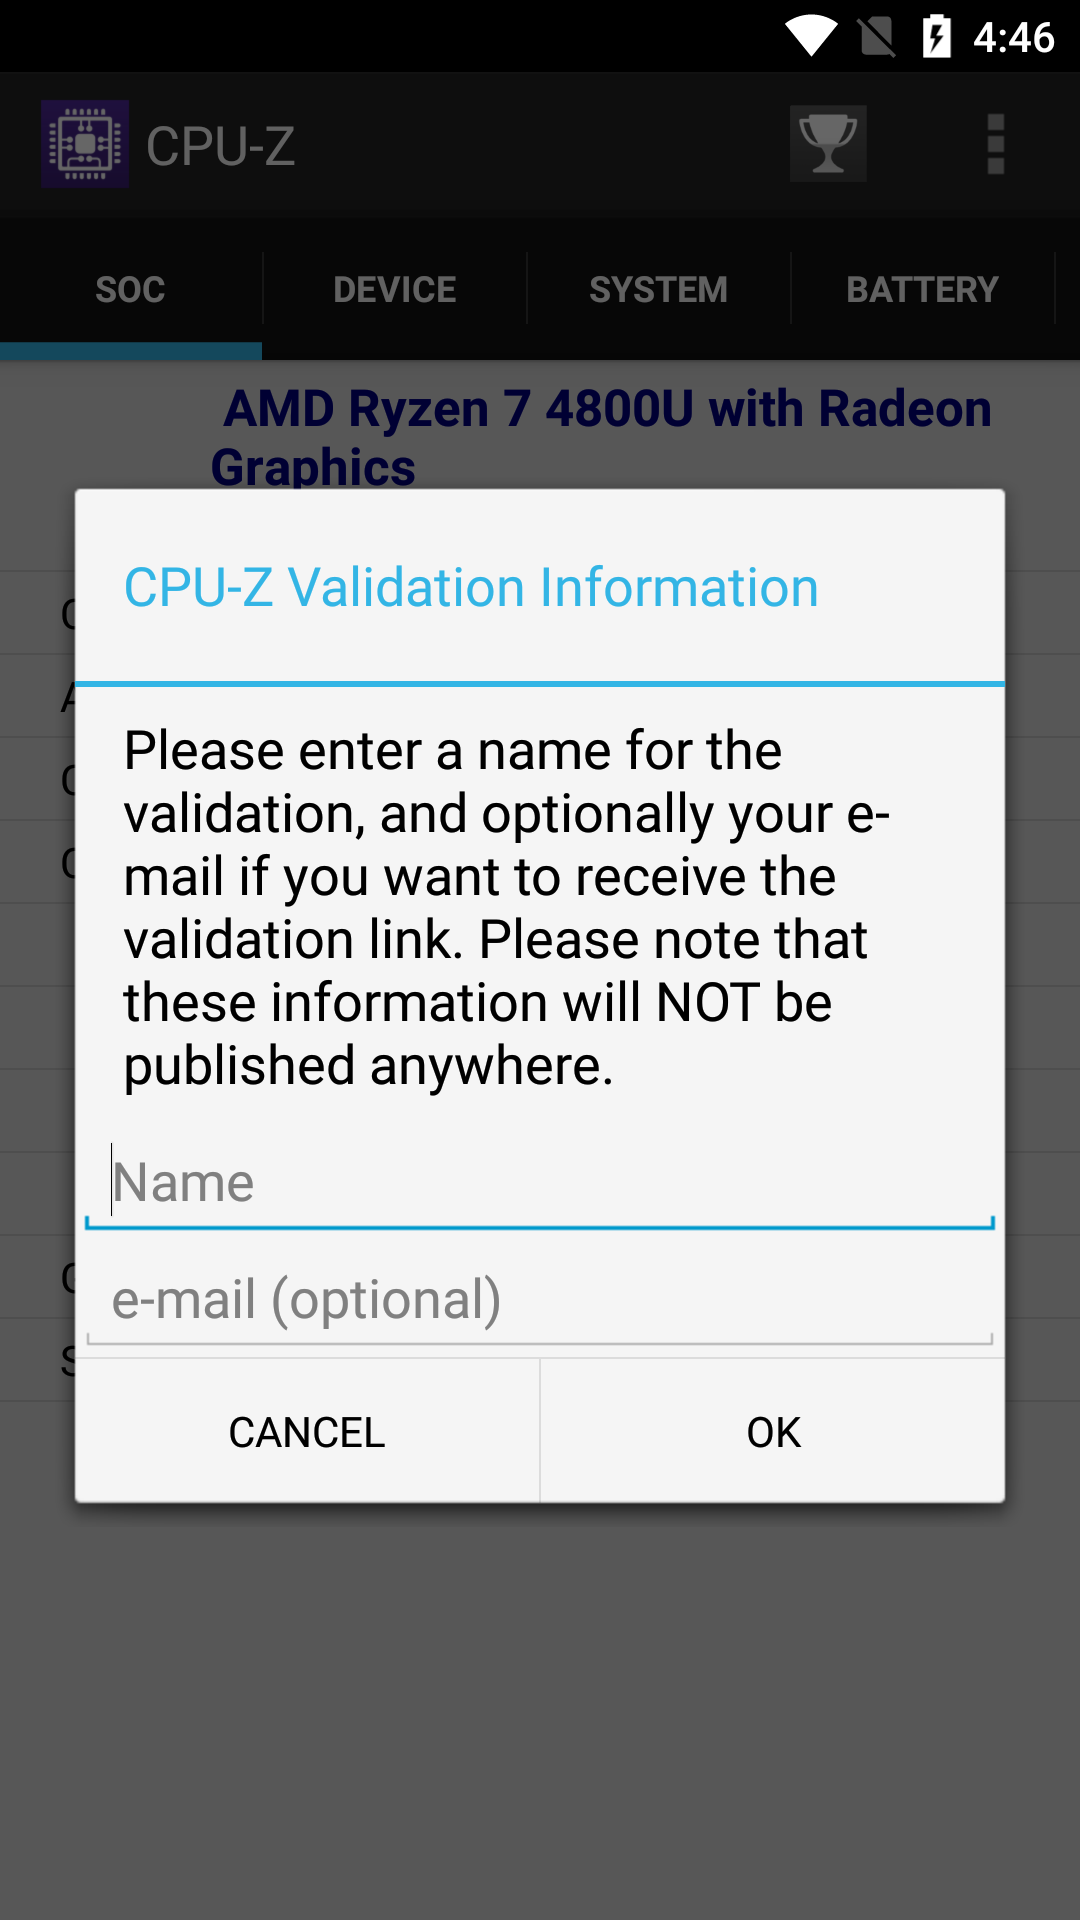 4:46
CPU-Z
SOC
DEVICE
SYSTEM
BATTERY
AMD Ryzen 7 4800U with Radeon
Graphics
CPU-Z Validation Information
Please enter a name for the
validation, and optionally your e-
mail if you want to receive the
validation link. Please note that
these information will NOT be
published anywhere.
Name
e-mail (optional)
CANCEL
OK